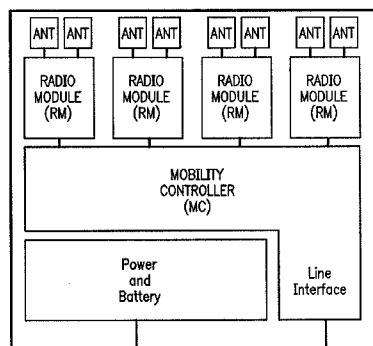 ANT ANT ANT ANT ANT ANT ANT ANT
RADIO MODULE (RM)
RADIO MODULE (RM)
RADIO MODULE (RM)
RADIO MODULE (RM)
MOBILITY
CONTROLLER
(MC)
Power
and
Battery
Line
Interface